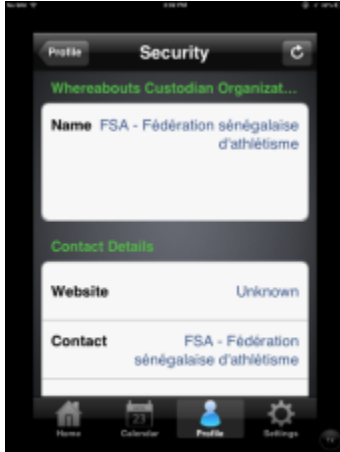 Profile
Security
Whereabouts Custodian Organizat...
Name FSA - Fédération sénégalaise
d'athlétisme
Contact Details
Website Unknown
Contact FSA - Fédération
sénégalaise d'athlétisme
23
Home Calendar Profile Settings